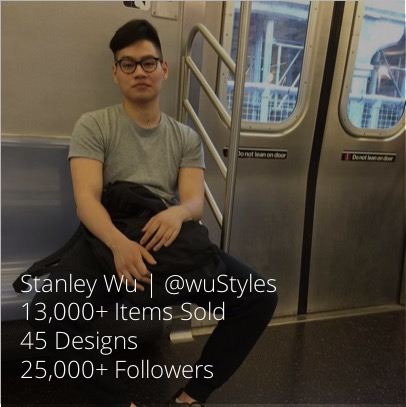 Do not lean on door
Do not lean on door
Stanley Wu | @wuStyles
13,000+ Items Sold
45 Designs
25,000+ Followers